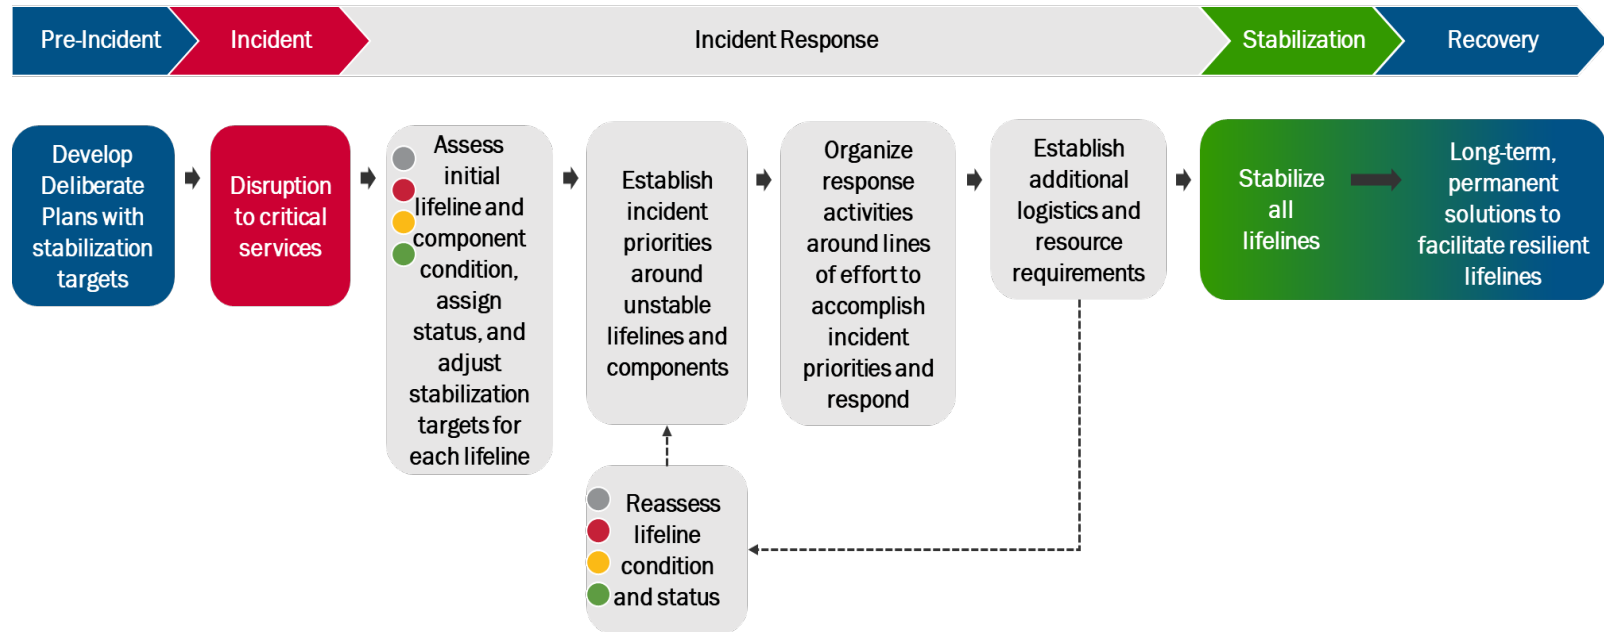 Pre-Incident
Incident
Incident Response
Stabilization
Recovery
Develop
Deliberate
Plans with
stabilization
targets
Disruption
to critical
services
Assess
initial
lifeline and
component
condition,
assign
status, and
adjust
stabilization
targets for
each lifeline
Establish
incident
priorities
around
unstable
lifelines and
components
Organize
response
activities
around lines
of effort to
accomplish
incident
priorities and
respond
Establish
additional
logistics and
resource
requirements
Stabilize
all
lifelines
Long-term,
permanent
solutions to
facilitate resilient
lifelines
Reassess
lifeline
condition
and status